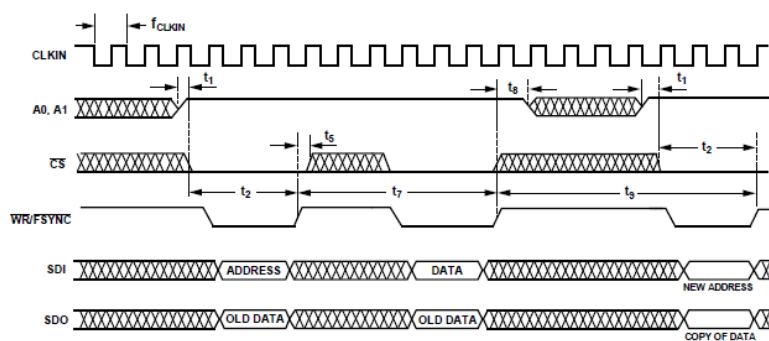 fCLKIN
CLKIN
t1 t8 t1
A0, A1
t5
CS
t2
t2 t7 t9
WR/FSYNC
SDI ADDRESS DATA
NEW ADDRESS
SDO OLD DATA OLD DATA
COPY OF DATA